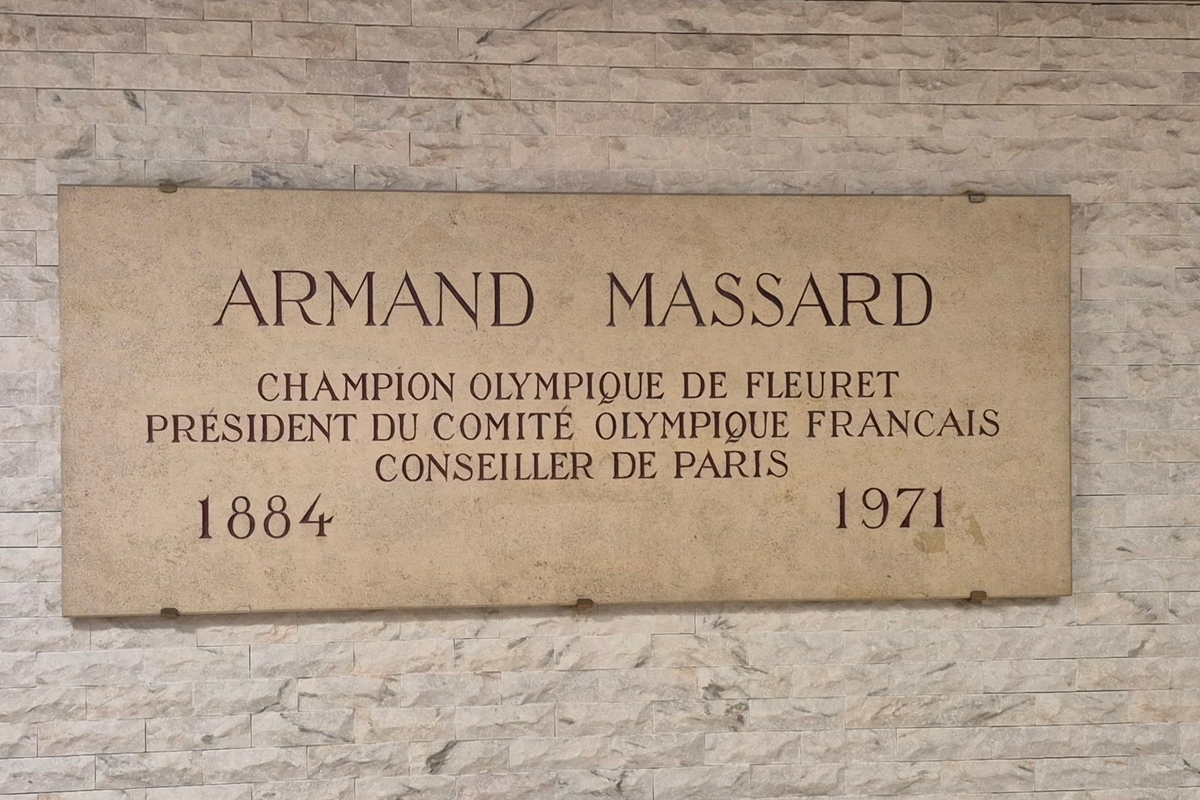 ARMAND MASSARD
CHAMPION OLYMPIQUE DE FLEURET
PRÉSIDENT DU COMITÉ OLYMPIQUE FRANCAIS
CONSEILLER DE PARIS
1884 1971